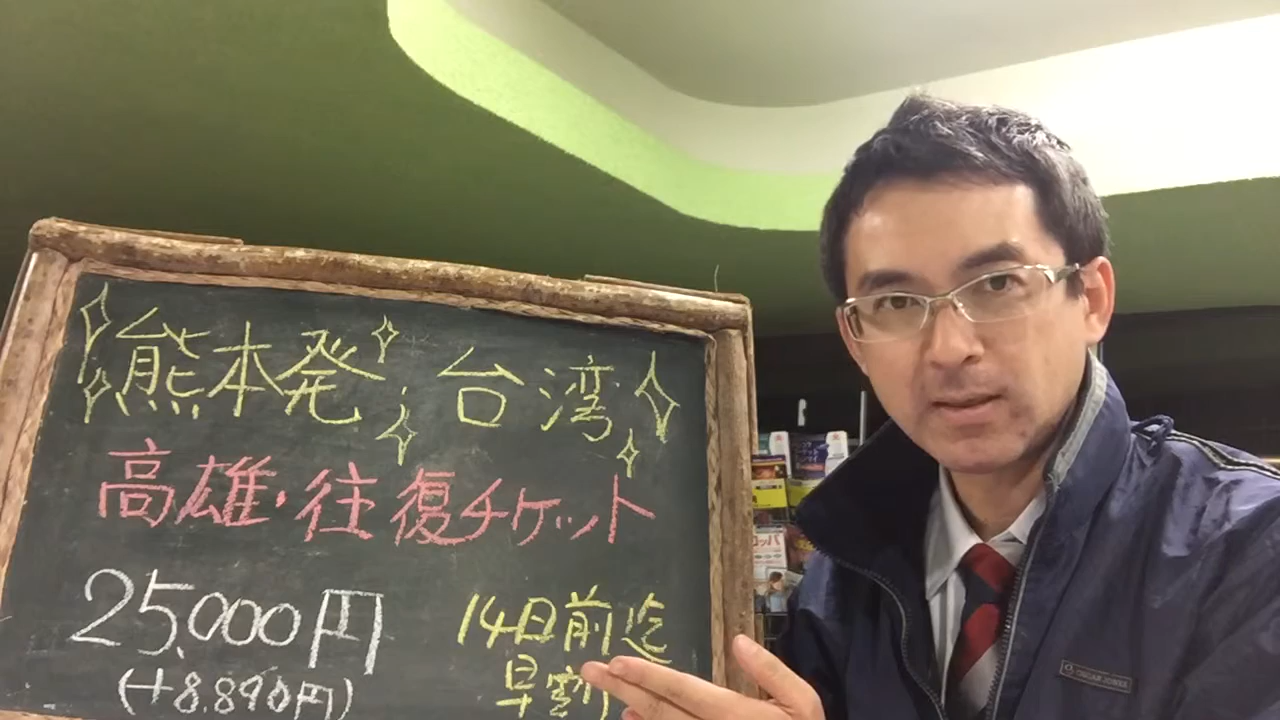 熊本発,台湾
高雄・往復チケット
25,000円
(+8,890円)
14日前迄
早割